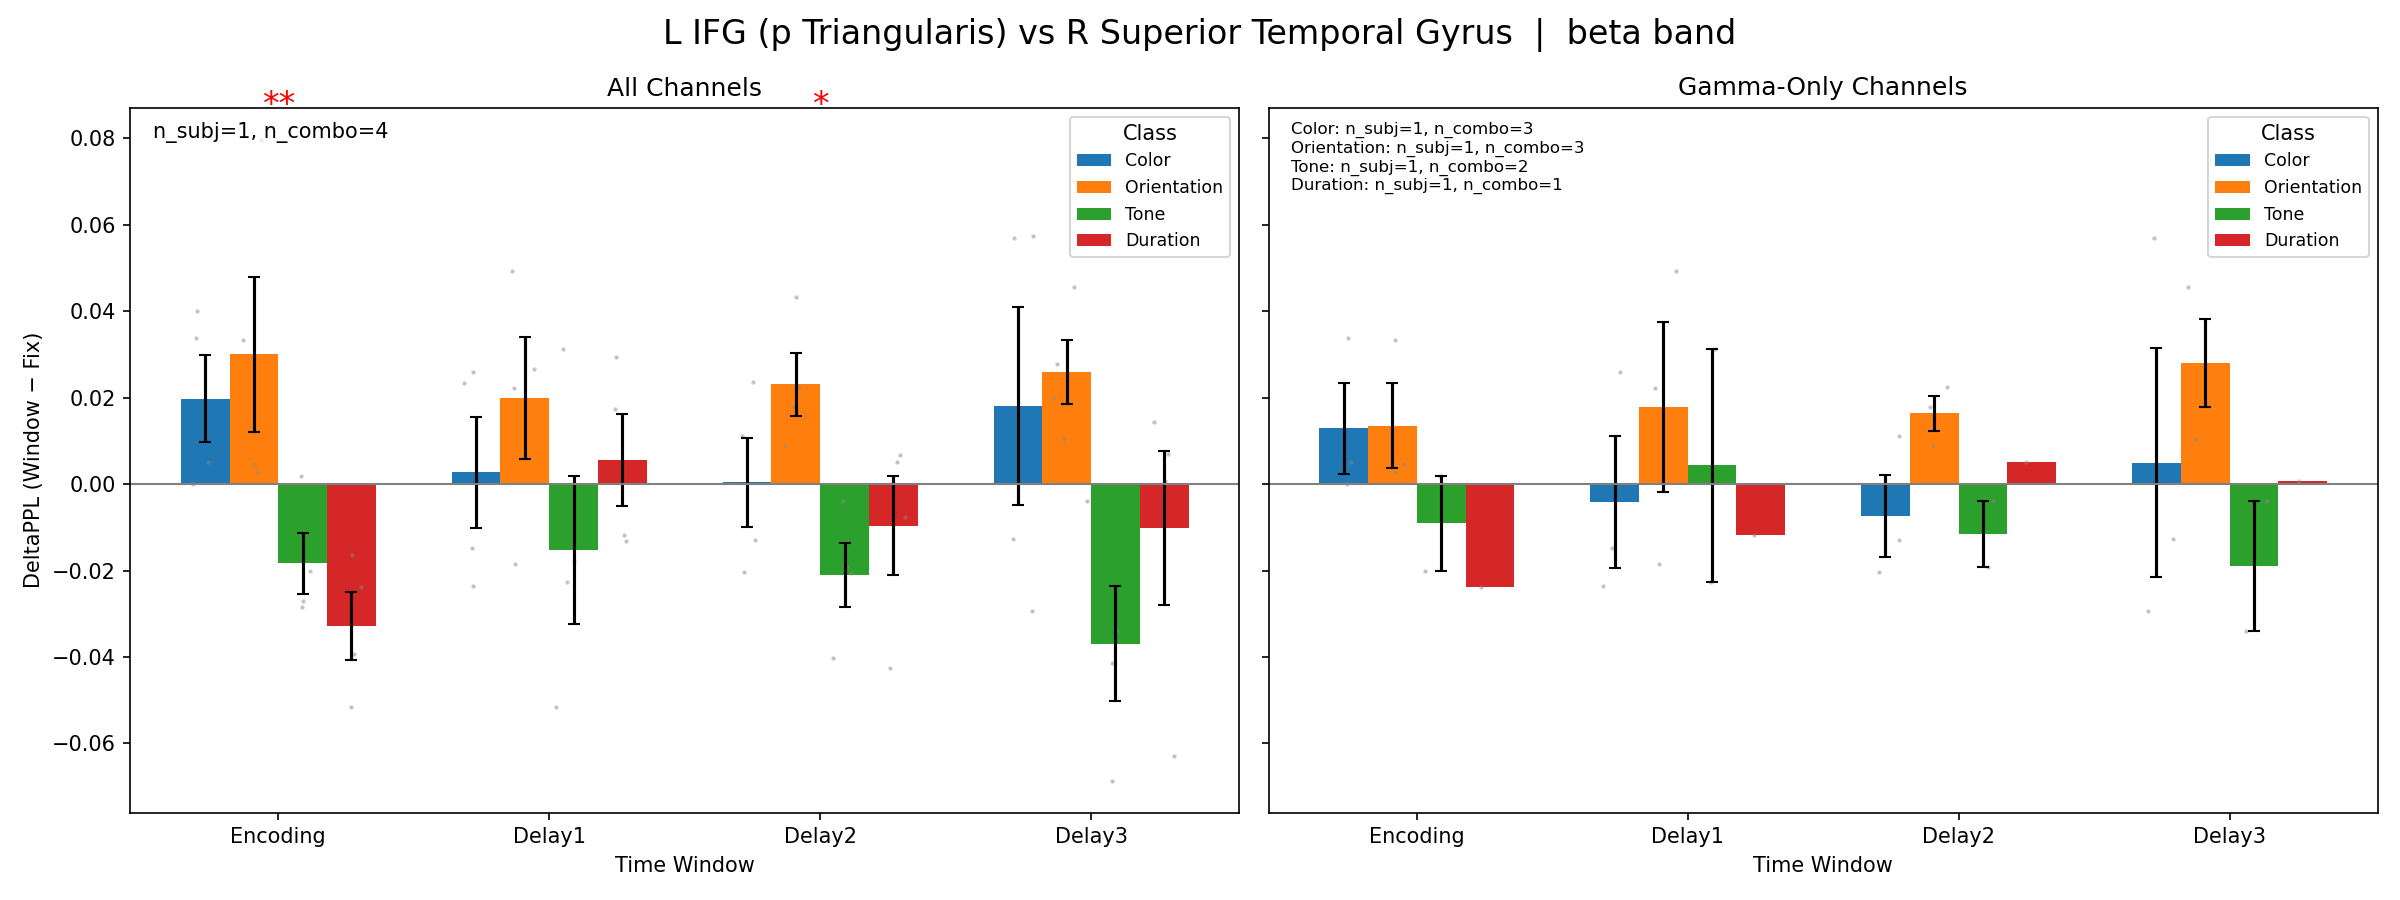 L IFG (p Triangularis) vs R Superior Temporal Gyrus | beta band
All Channels
** *
n_subj=1, n_combo=4
Class
Color
Orientation
Tone
Duration
DeltaPPL (Window − Fix)
0.08
0.06
0.04
0.02
0.00
−0.02
−0.04
−0.06
Encoding Delay1 Delay2 Delay3
Time Window
Gamma-Only Channels
Color: n_subj=1, n_combo=3
Orientation: n_subj=1, n_combo=3
Tone: n_subj=1, n_combo=2
Duration: n_subj=1, n_combo=1
Class
Color
Orientation
Tone
Duration
Encoding Delay1 Delay2 Delay3
Time Window